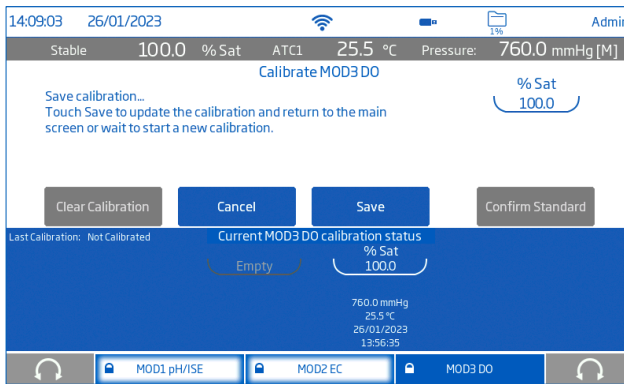 14:09:03 26/01/2023 1% Admin
Stable 100.0 % Sat ATC1 25.5 °C Pressure: 760.0 mmHg [M]
Calibrate MOD3 DO
Save calibration...
Touch Save to update the calibration and return to the main
screen or wait to start a new calibration.
% Sat
100.0
Clear Calibration Cancel Save Confirm Standard
Last Calibration: Not Calibrated Current MOD3 DO calibration status
% Sat
Empty 100.0
760.0 mmHg
25.5 °C
26/01/2023
13:56:35
MOD1 pH/ISE MOD2 EC MOD3 DO